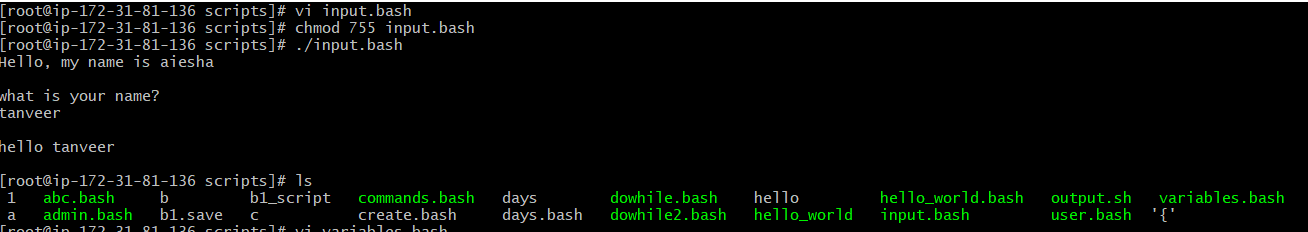 [root@ip-172-31-81-136 scripts]# vi input.bash
[root@ip-172-31-81-136 scripts]# chmod 755 input.bash
[root@ip-172-31-81-136 scripts]# ./input.bash
Hello, my name is aiesha
what is your name?
tanveer
hello tanveer
[root@ip-172-31-81-136 scripts]# ls
1 abc.bash b b1_script commands.bash days dowhile.bash hello hello_world.bash output.sh variables.bash
a admin.bash b1.save c create.bash days.bash dowhile2.bash hello_world input.bash user.bash '{'
[root@ip-172-31-81-136 scripts]# vi variables.bash